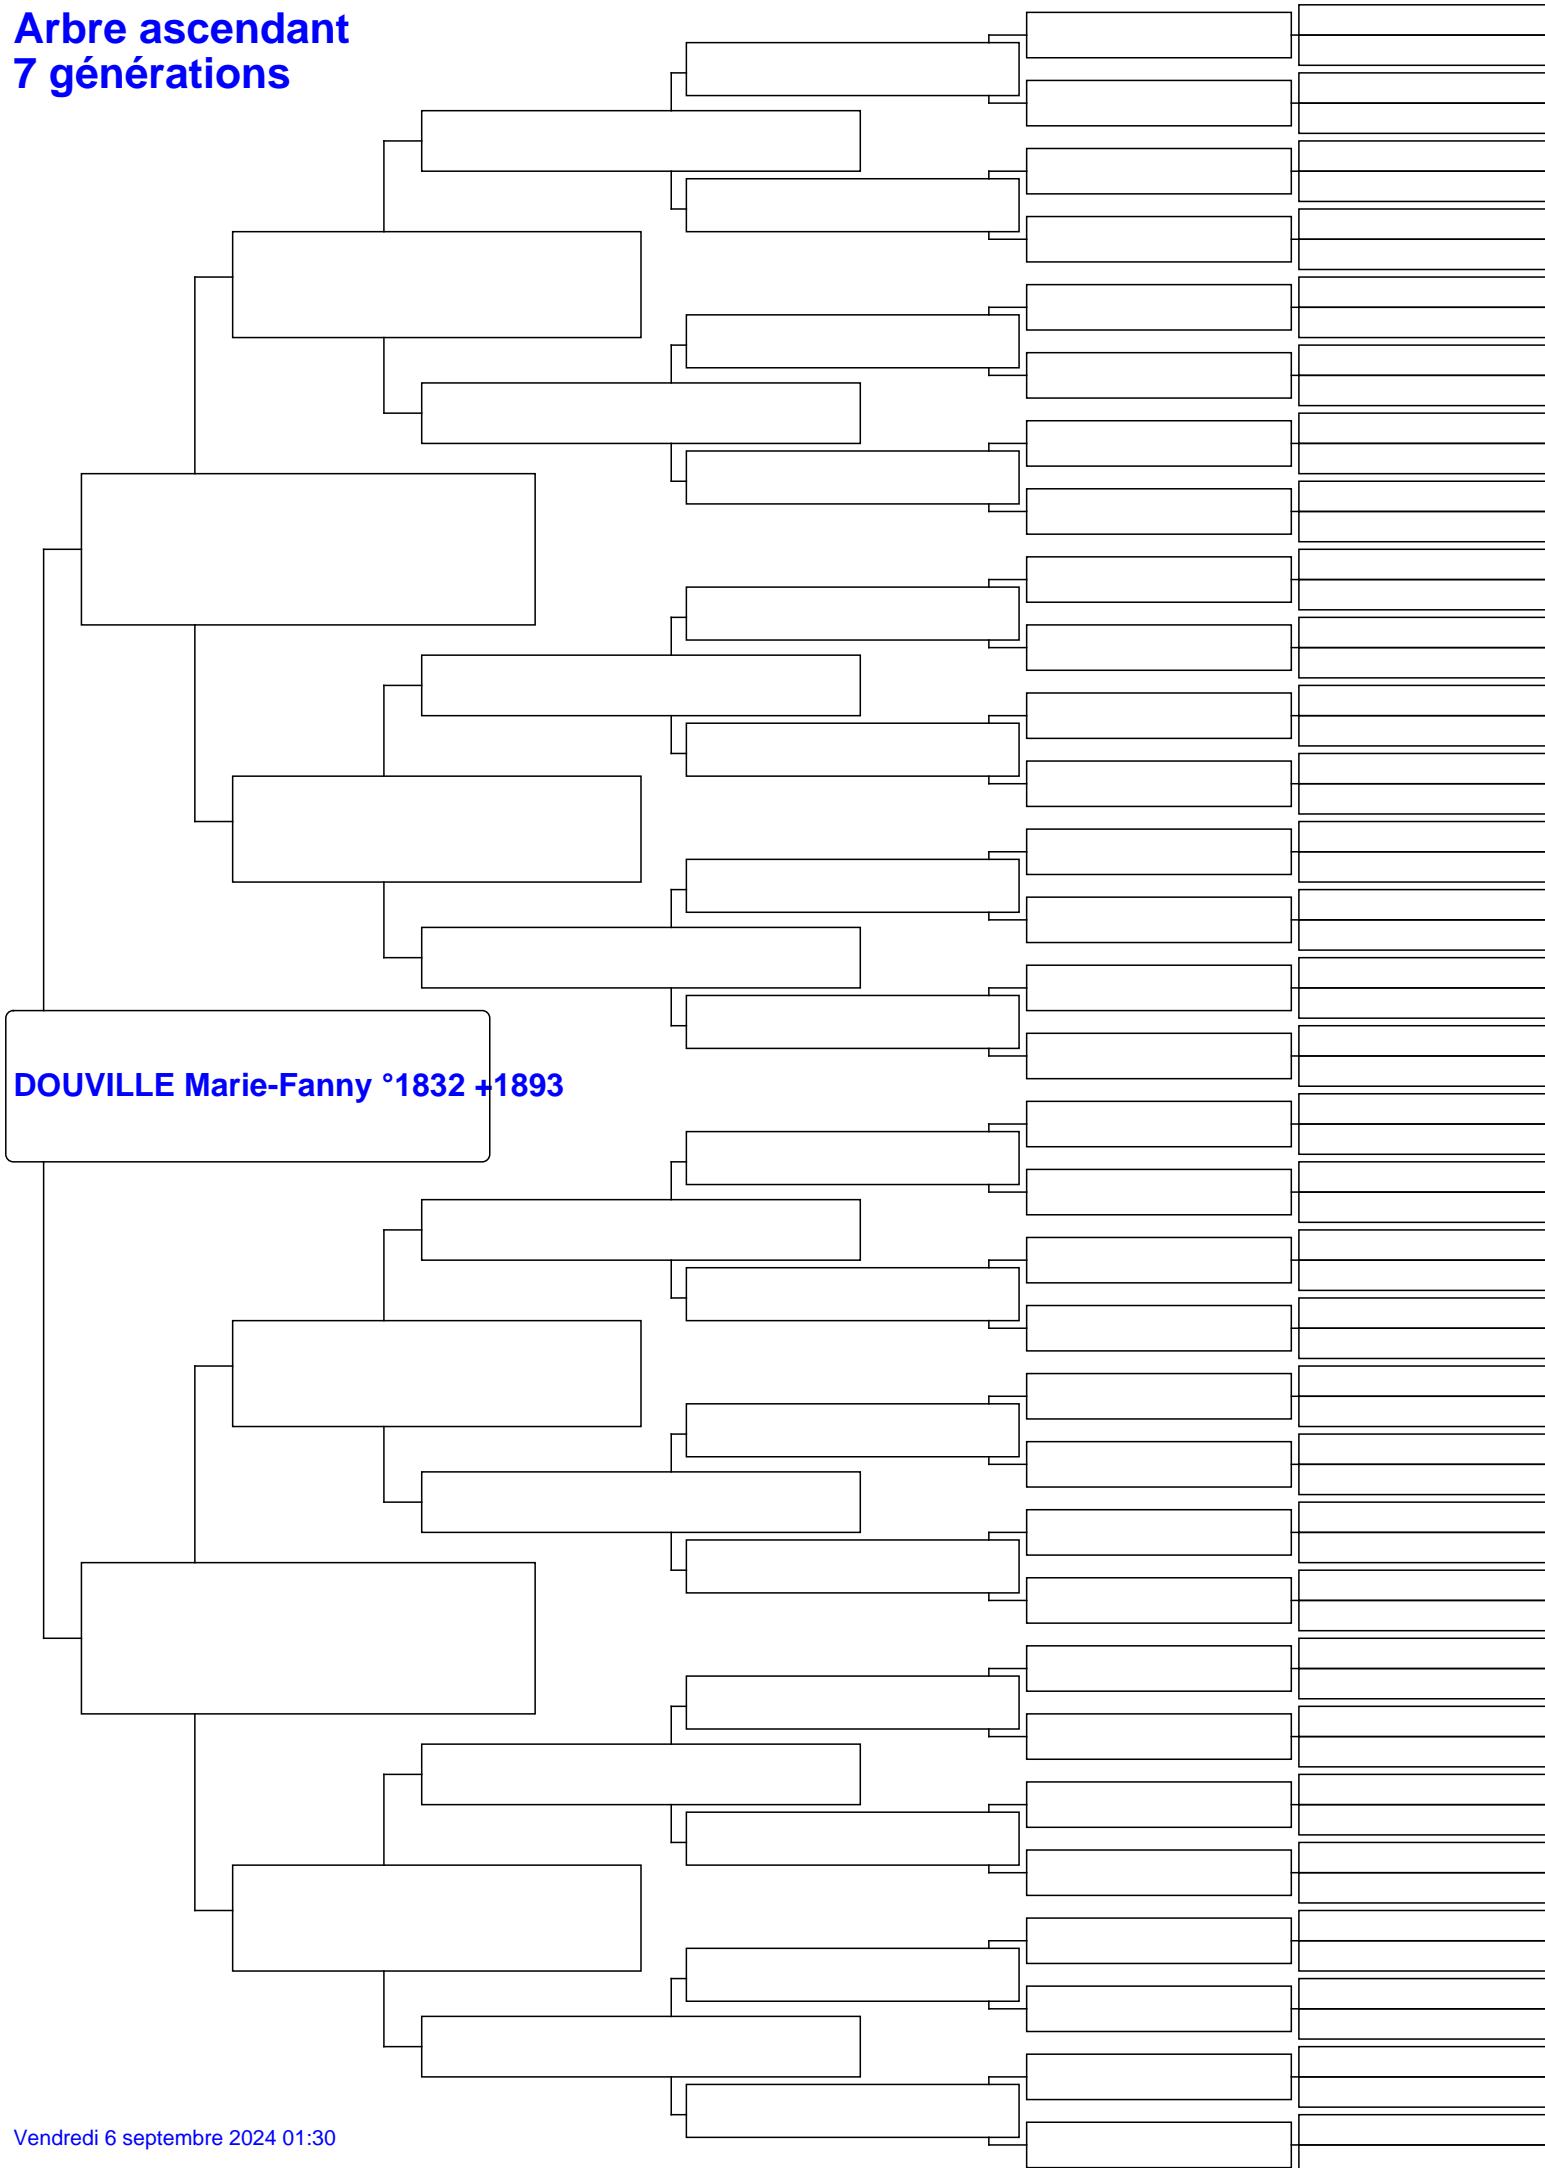 Arbre ascendant
7 générations
DOUVILLE Marie-Fanny °1832 +1893
Vendredi 6 septembre 2024 01:30